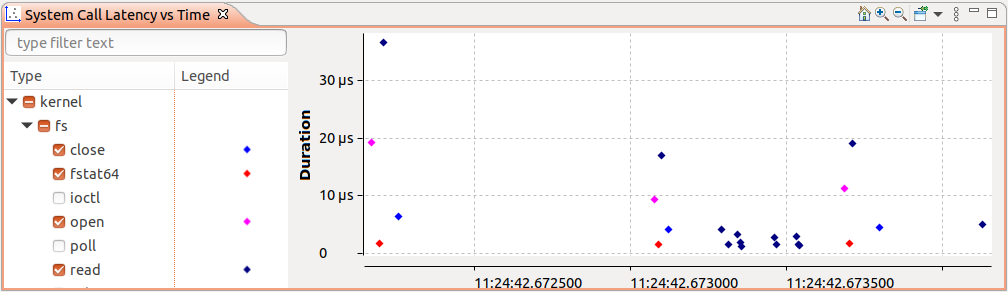 System Call Latency vs Time
type filter text
Type Legend
kernel
fs
close
fstat64
ioctl
open
poll
read
Duration
30 µs
20 µs
10 µs
0
11:24:42.672500 11:24:42.673000 11:24:42.673500